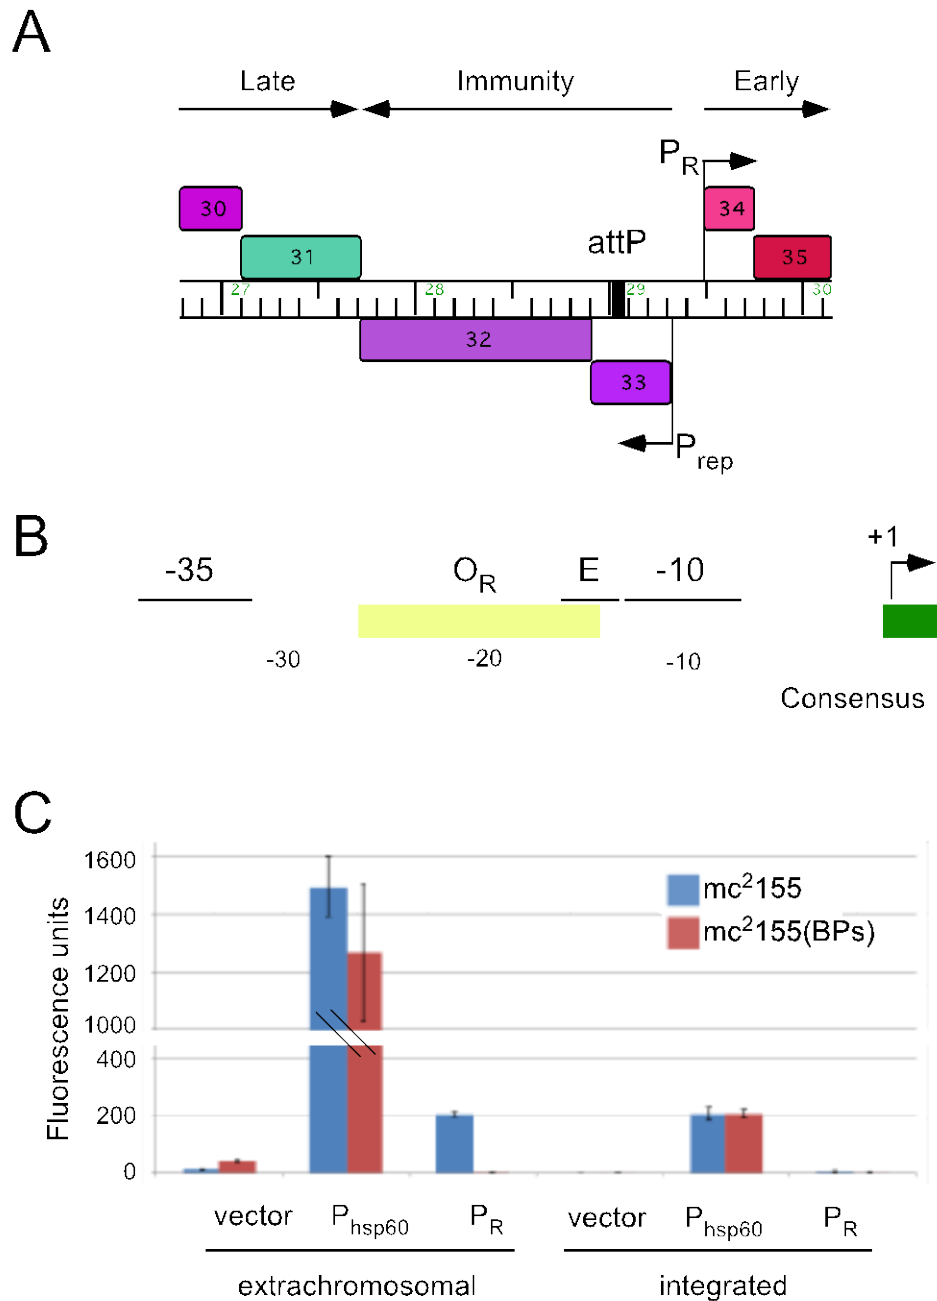 A
Late Immunity Early
PR
30 34
attP
31 35
27 28 29 30
32
33
Prep
B
+1
-35 OR E -10
-30 -20 -10
Consensus
C
1600
mc2155
1400
mc2155(BPs)
1200
1000
400
200
0
Fluorescence units
vector Phsp60 PR vector Phsp60 PR
extrachromosomal integrated